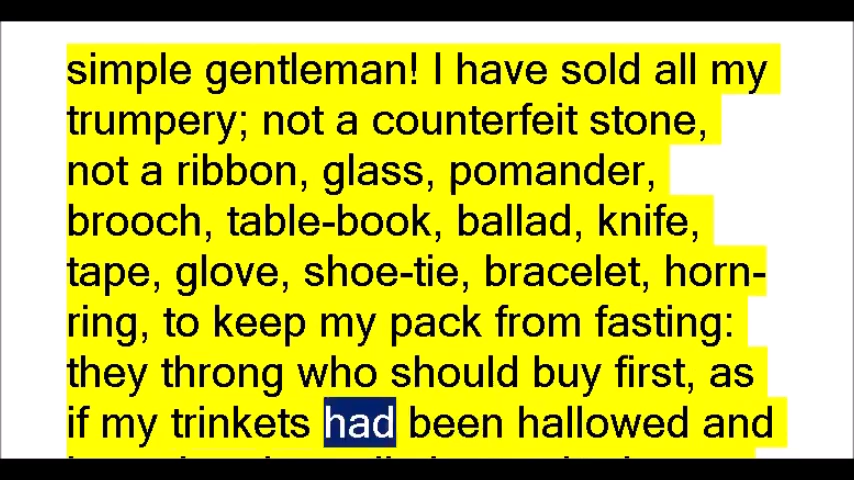 simple gentleman! I have sold all my
trumpery; not a counterfeit stone,
not a ribbon, glass, pomander,
brooch, table-book, ballad, knife,
tape, glove, shoe-tie, bracelet, horn-
ring, to keep my pack from fasting:
they throng who should buy first, as
if my trinkets had been hallowed and